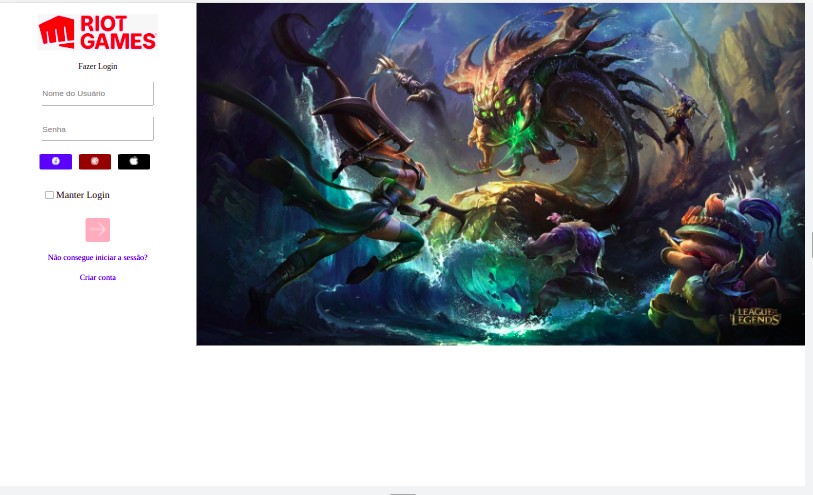 RIOT
GAMES
Fazer Login
Nome do Usuário
Senha
Manter Login
Não consegue iniciar a sessão?
Criar conta
LEAGUE OF
LEGENDS